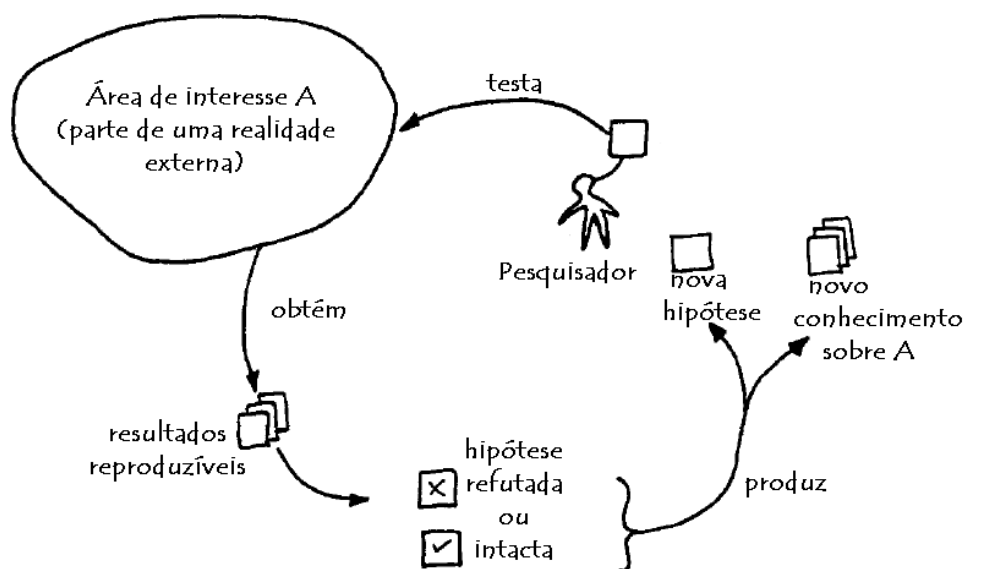 testa
Área de interesse A
(parte de uma realidade
externa)
Pesquisador
nova
hipótese
novo
conhecimento
sobre A
obtém
resultados
reproduzíveis
hipótese
refutada
ou
intacta
produz